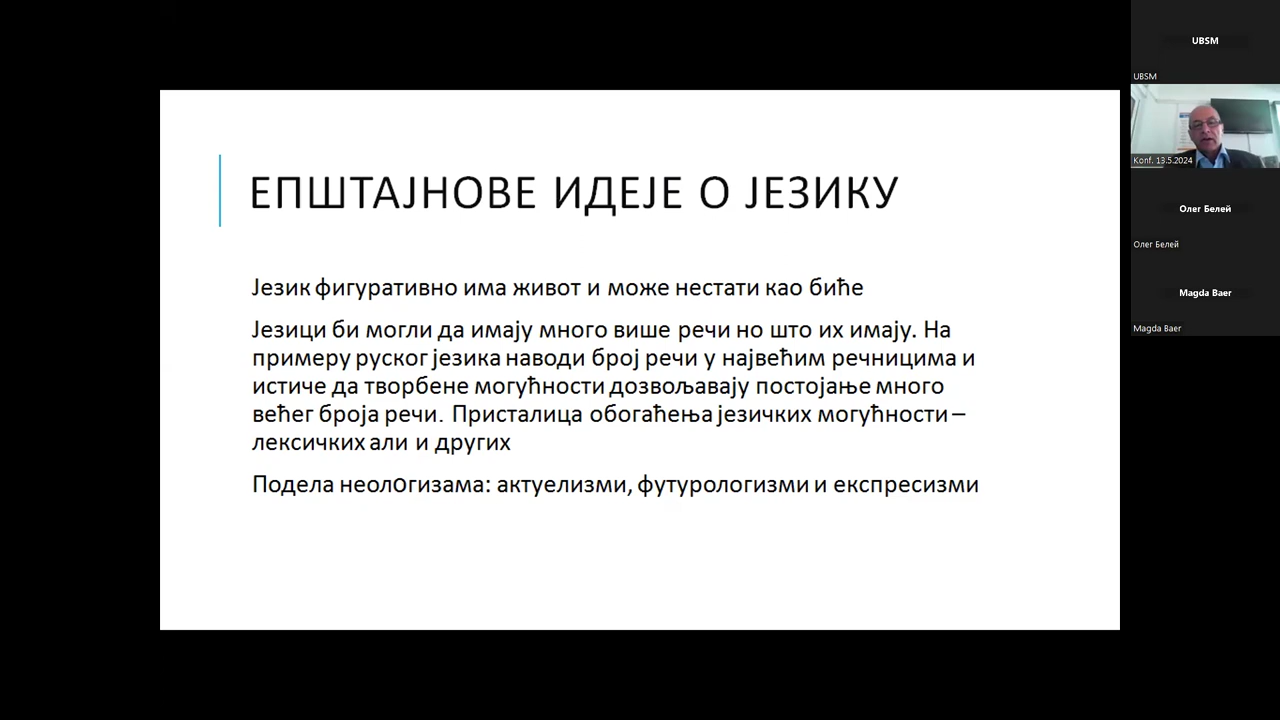 ЕПШТАЈНОВЕ ИДЕЈЕ О ЈЕЗИКУ
Језик фигуративно има живот и може нестати као биће
Језици би могли да имају много више речи но што их имају. На
примеру руског језика наводи број речи у највећим речницима и
истиче да творбене могућности дозвољавају постојање много
већег броја речи. Присталица обогаћења језичких могућности –
лексичких али и других
Подела неологизама: актуелизми, футурологизми и експресизми
UBSM
UBSM
Konf. 13.5.2024
Олег Белей
Олег Белей
Magda Baer
Magda Baer